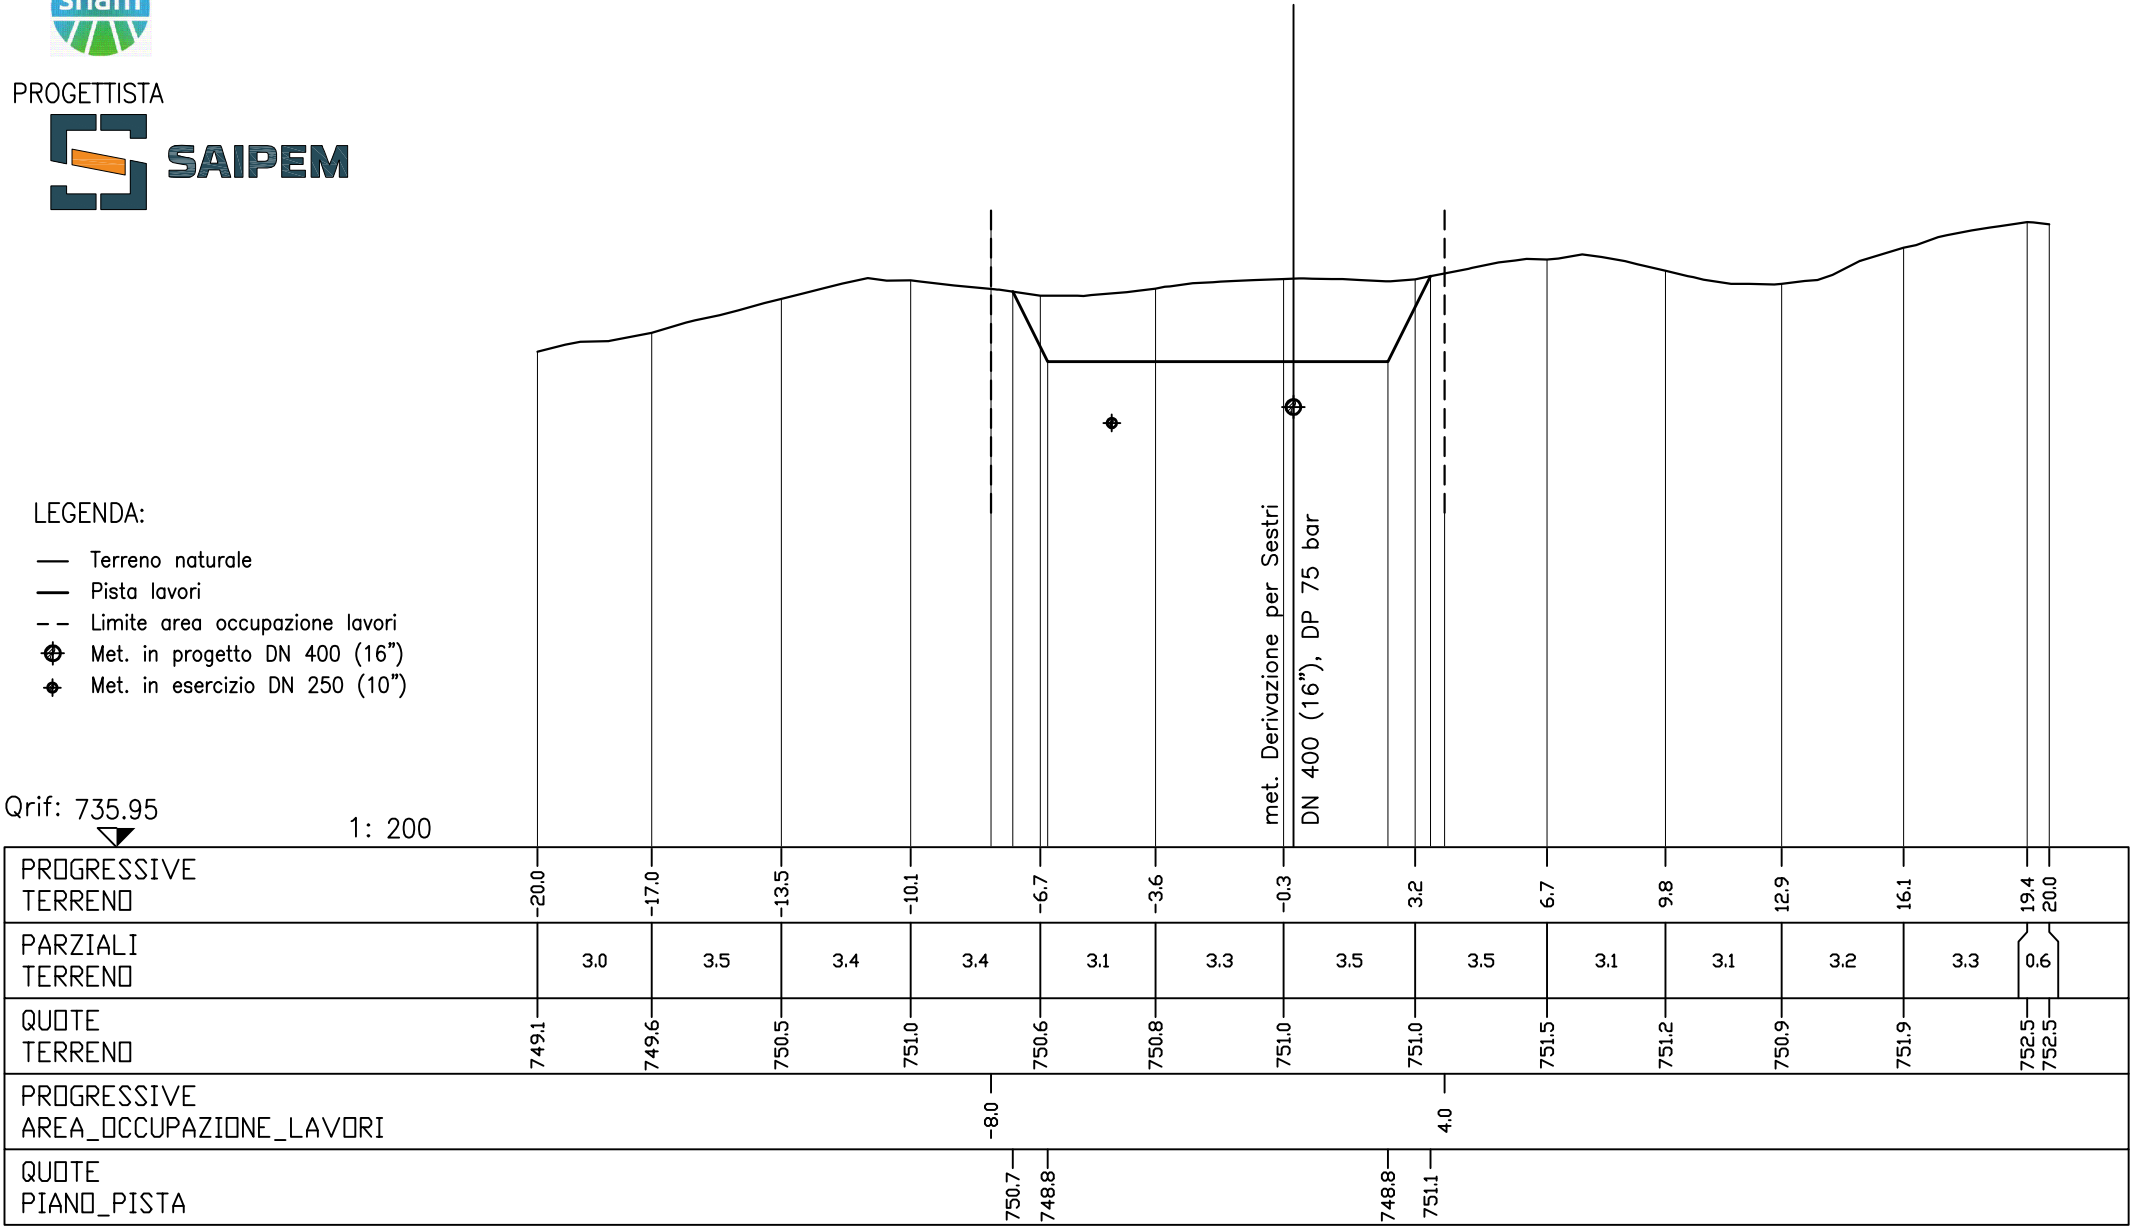 snam
PROGETTISTA
SAIPEM
LEGENDA:
Terreno naturale
Pista lavori
Limite area occupazione lavori
Met. in progetto DN 400 (16")
Met. in esercizio DN 250 (10")
met. Derivazione per Sestri
DN 400 (16"), DP 75 bar
Qrif: 735.95
1: 200
PROGRESSIVE
TERRENO
-20.0 -17.0 -13.5 -10.1 -6.7 -3.6 -0.3 3.2 6.7 9.8 12.9 16.1 19.4 20.0
PARZIALI
TERRENO
3.0 3.5 3.4 3.4 3.1 3.3 3.5 3.5 3.1 3.1 3.2 3.3 0.6
QUOTE
TERRENO
749.1 749.6 750.5 751.0 750.6 750.8 751.0 751.0 751.5 751.2 750.9 751.9 752.5 752.5
PROGRESSIVE
AREA_OCCUPAZIONE_LAVORI
-8.0 4.0
QUOTE
PIANO_PISTA
750.7 748.8 748.8 751.1